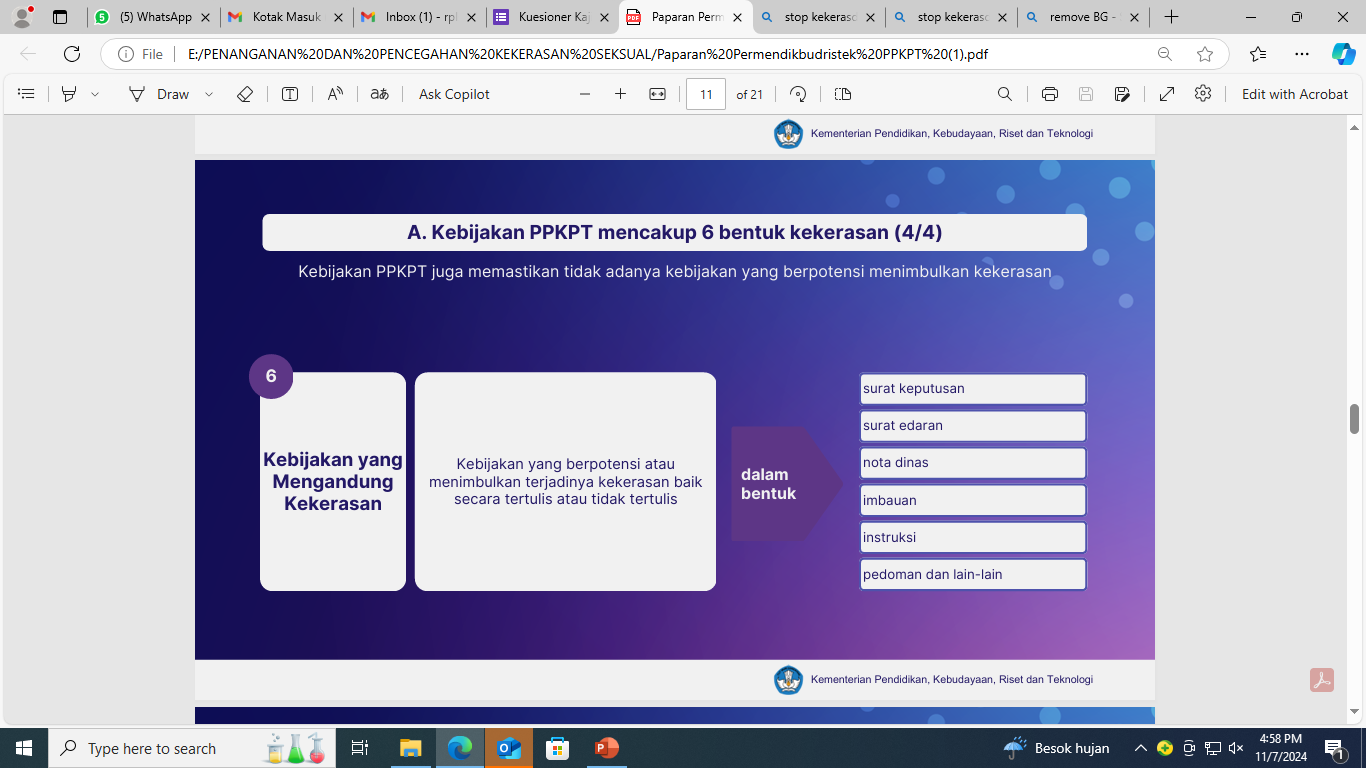 (5) WhatsApp
Kotak Masuk
Inbox (1) - rpl
Kuesioner Kaj
Paparan Perm
stop kekeraso
stop kekeraso
remove BG -
File
E:/PENANGANAN%20DAN%20PENCEGAHAN%20KEKERASAN%20SEKSUAL/Paparan%20Permendikbudristek%20PPKPT%20(1).pdf
Draw
Ask Copilot
11
of 21
Edit with Acrobat
Kementerian Pendidikan, Kebudayaan, Riset dan Teknologi
A. Kebijakan PPKPT mencakup 6 bentuk kekerasan (4/4)
Kebijakan PPKPT juga memastikan tidak adanya kebijakan yang berpotensi menimbulkan kekerasan
6
Kebijakan yang
Mengandung
Kekerasan
Kebijakan yang berpotensi atau
menimbulkan terjadinya kekerasan baik
secara tertulis atau tidak tertulis
dalam
bentuk
surat keputusan
surat edaran
nota dinas
imbauan
instruksi
pedoman dan lain-lain
Kementerian Pendidikan, Kebudayaan, Riset dan Teknologi
Type here to search
Besok hujan
4:58 PM
11/7/2024
1